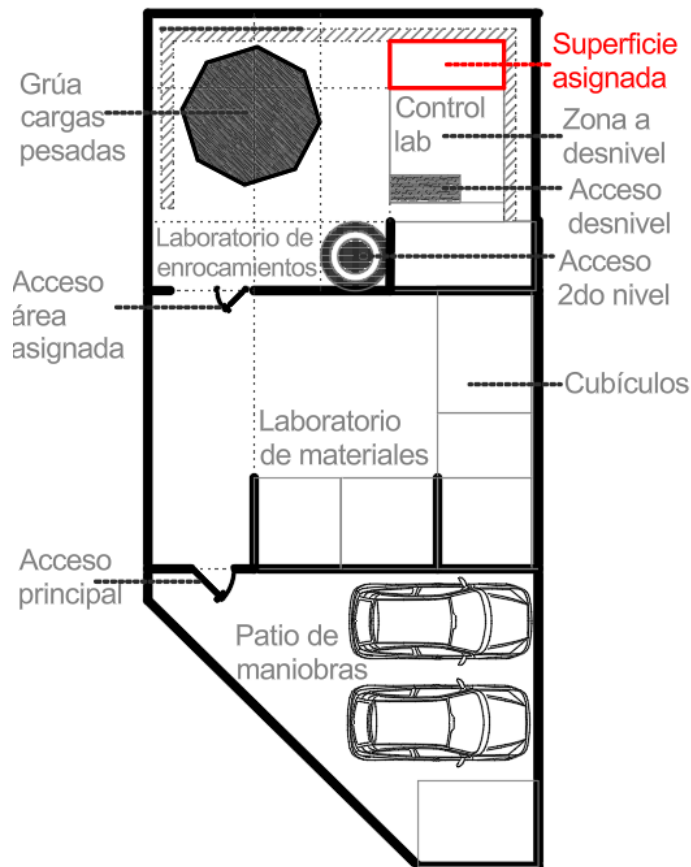 Superficie
asignada
Grúa
cargas
pesadas
Control
lab
Zona a
desnivel
Acceso
desnivel
Laboratorio de
enrocamientos
Acceso
2do nivel
Acceso
área
asignada
Cubículos
Laboratorio
de materiales
Acceso
principal
Patio de
maniobras